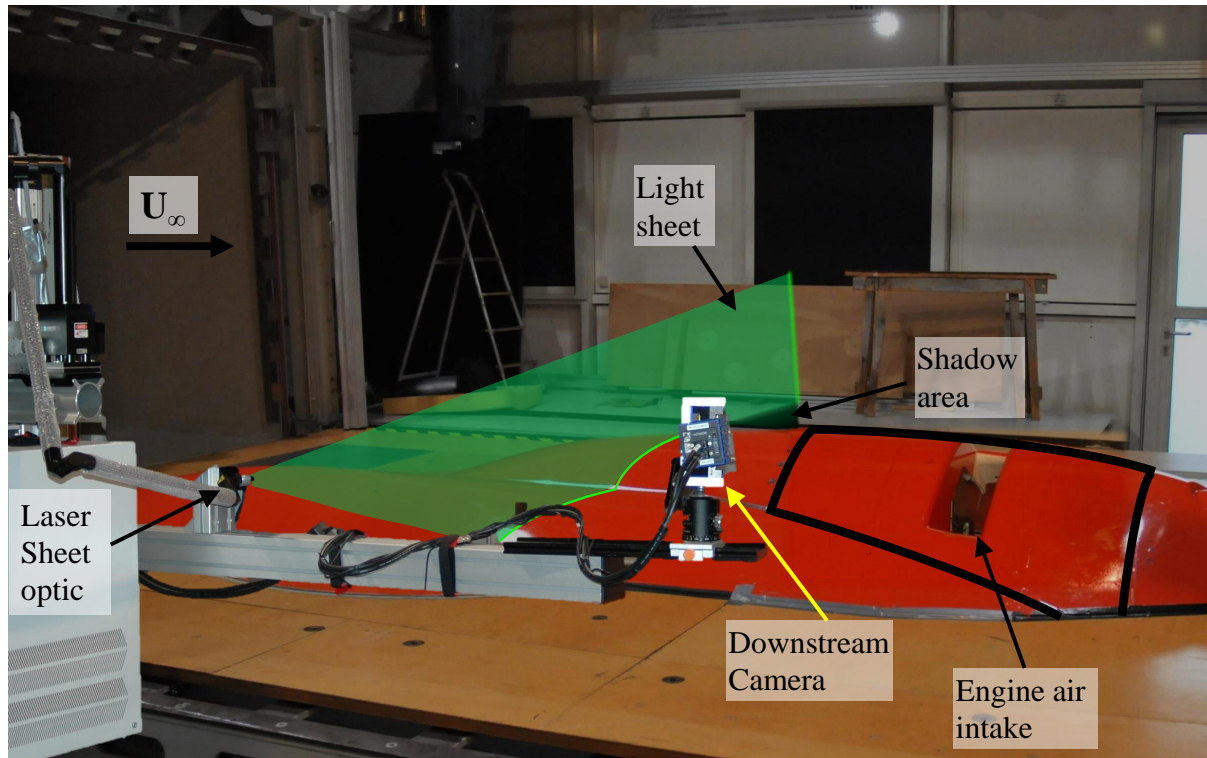 U∞
Light
sheet
Shadow
area
Laser
Sheet
optic
Downstream
Camera
Engine air
intake